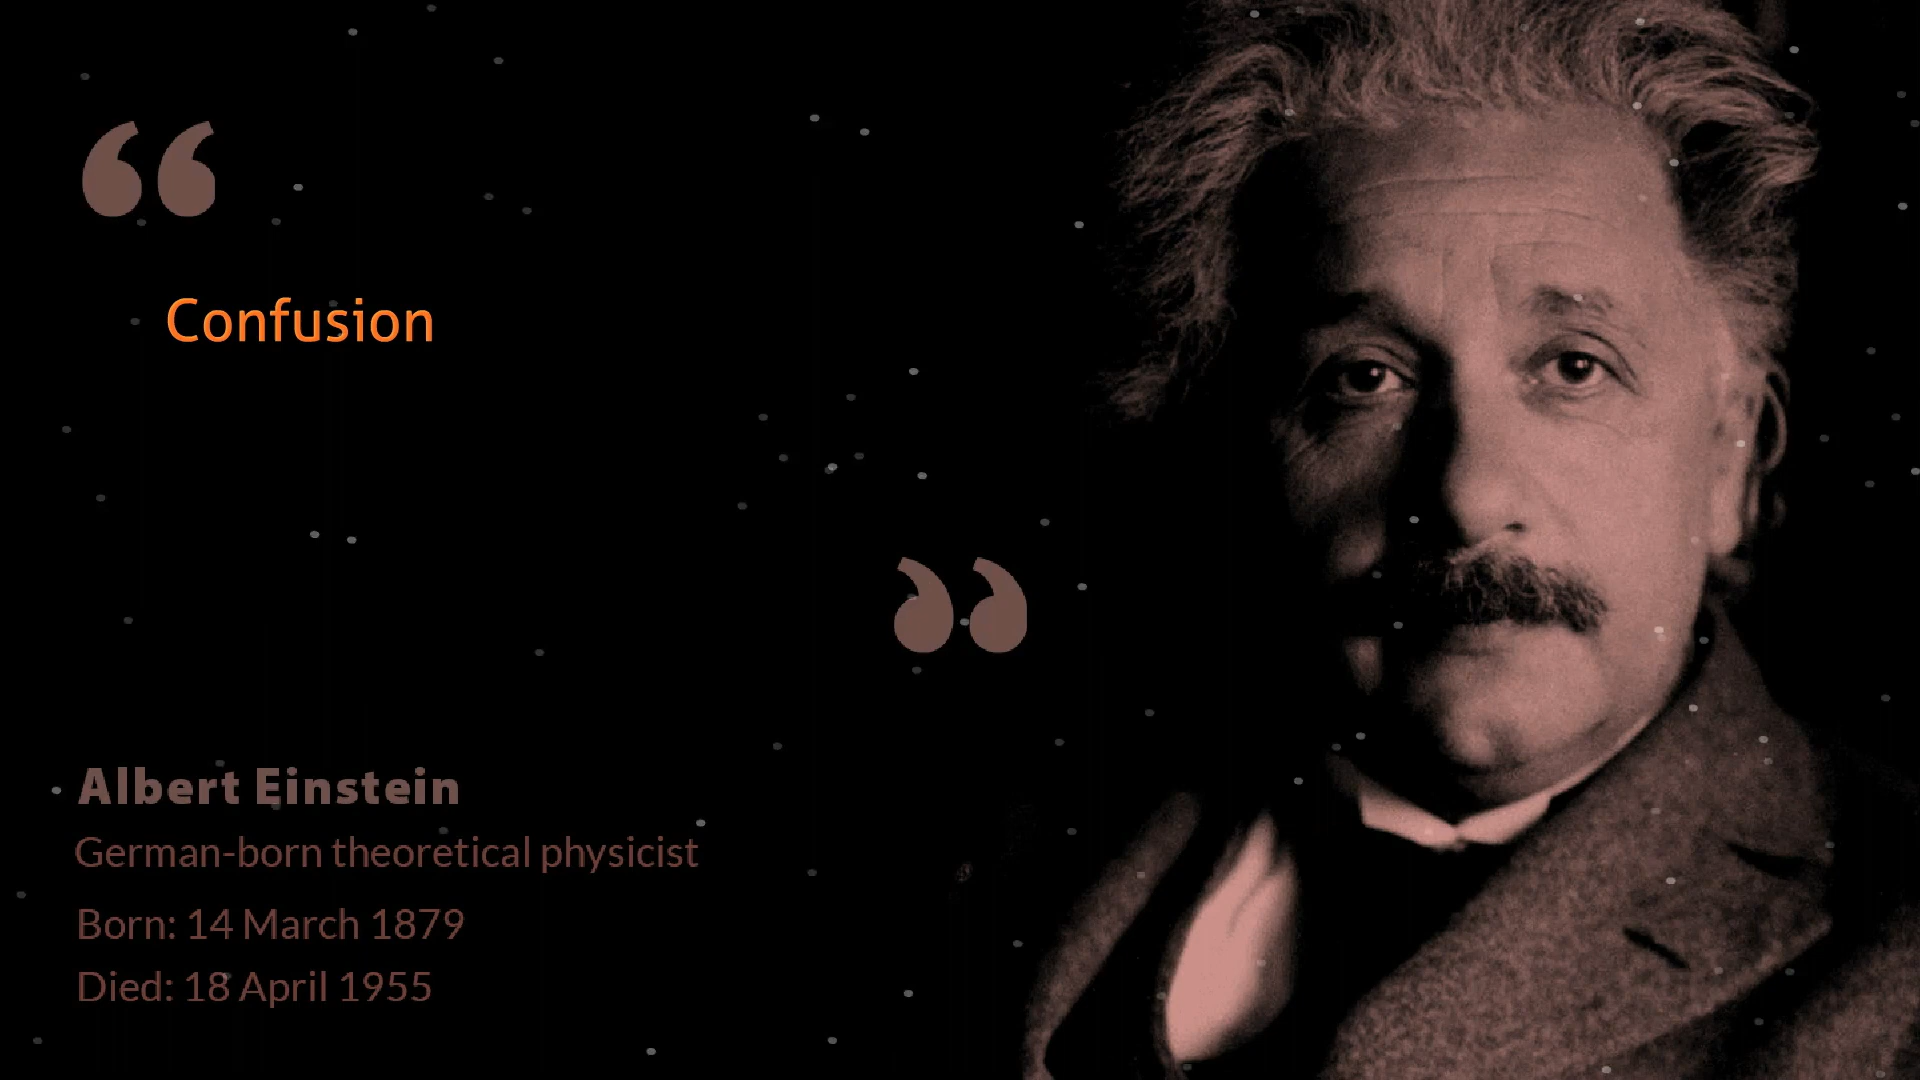 “
Confusion
”
Albert Einstein
German-born theoretical physicist
Born: 14 March 1879
Died: 18 April 1955